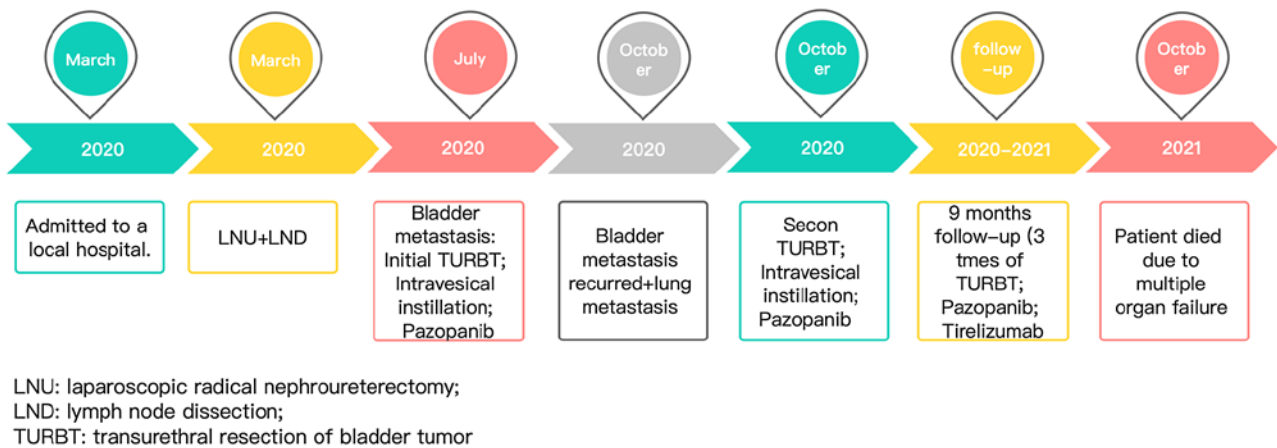 March
March
July
Octob
er
Octob
er
follow
-up
Octob
er
2020
2020
2020
2020
2020
2020-2021
2021
Admitted to a
local hospital.
LNU+LND
Bladder
metastasis:
Initial TURBT;
Intravesical
instillation;
Pazopanib
Bladder
metastasis
recurred+lung
metastasis
Secon
TURBT;
Intravesical
instillation;
Pazopanib
9 months
follow-up (3
tmes of
TURBT;
Pazopanib;
Tirelizumab
Patient died
due to
multiple
organ failure
LNU: laparoscopic radical nephroureterectomy;
LND: lymph node dissection;
TURBT: transurethral resection of bladder tumor